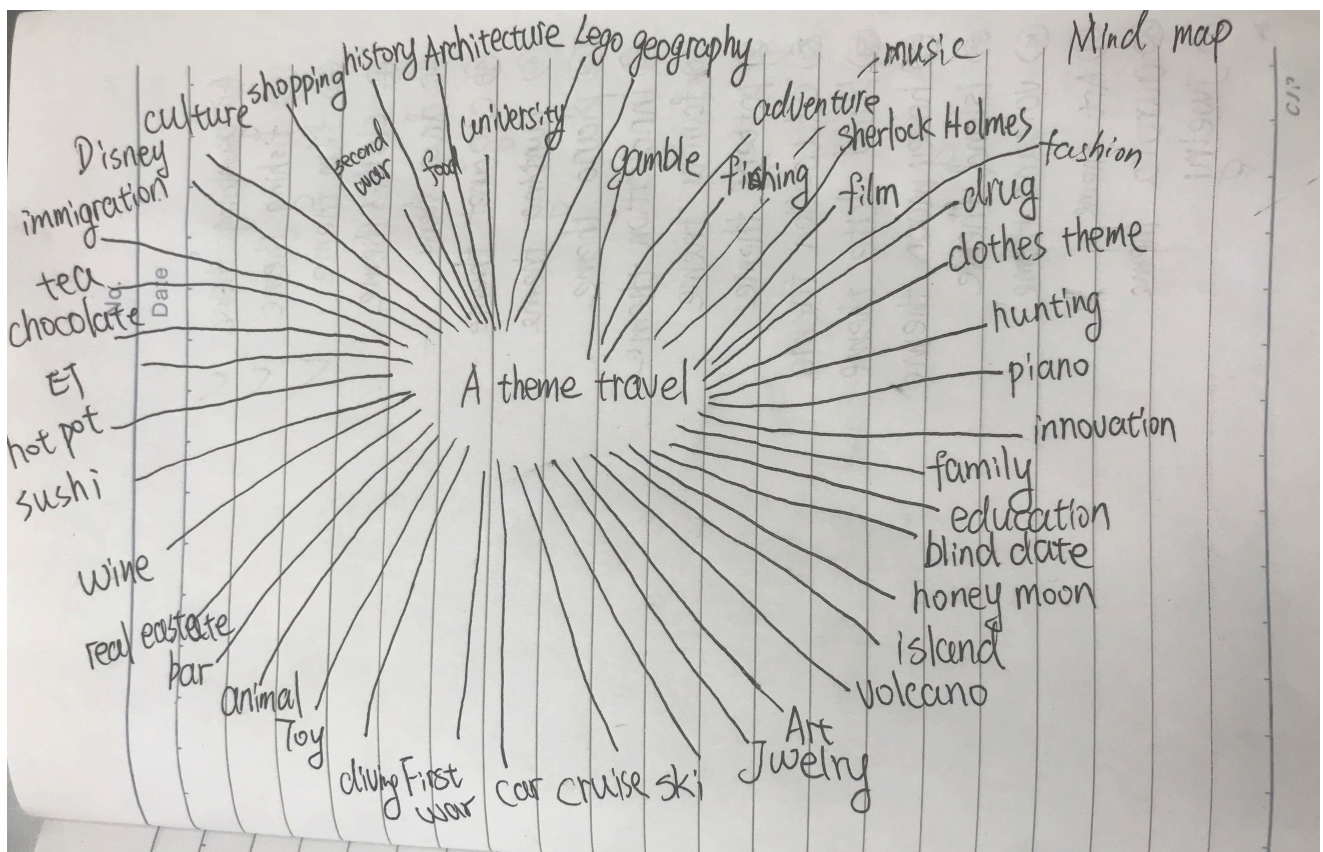 Mind map
music
history Architecture Lego geography
shopping
culture
adventure
university
Sherlock Holmes
second
war
food
gamble
fishing
fashion
Disney
film
drug
immigration
clothes theme
tea
No.
Date
chocolate
hunting
ET
A theme travel
piano
hot pot
innovation
sushi
family
education
blind date
wine
honey moon
real eastate
island
bar
volcano
animal
Toy
Art
Jwelry
diving First
war
car cruise ski